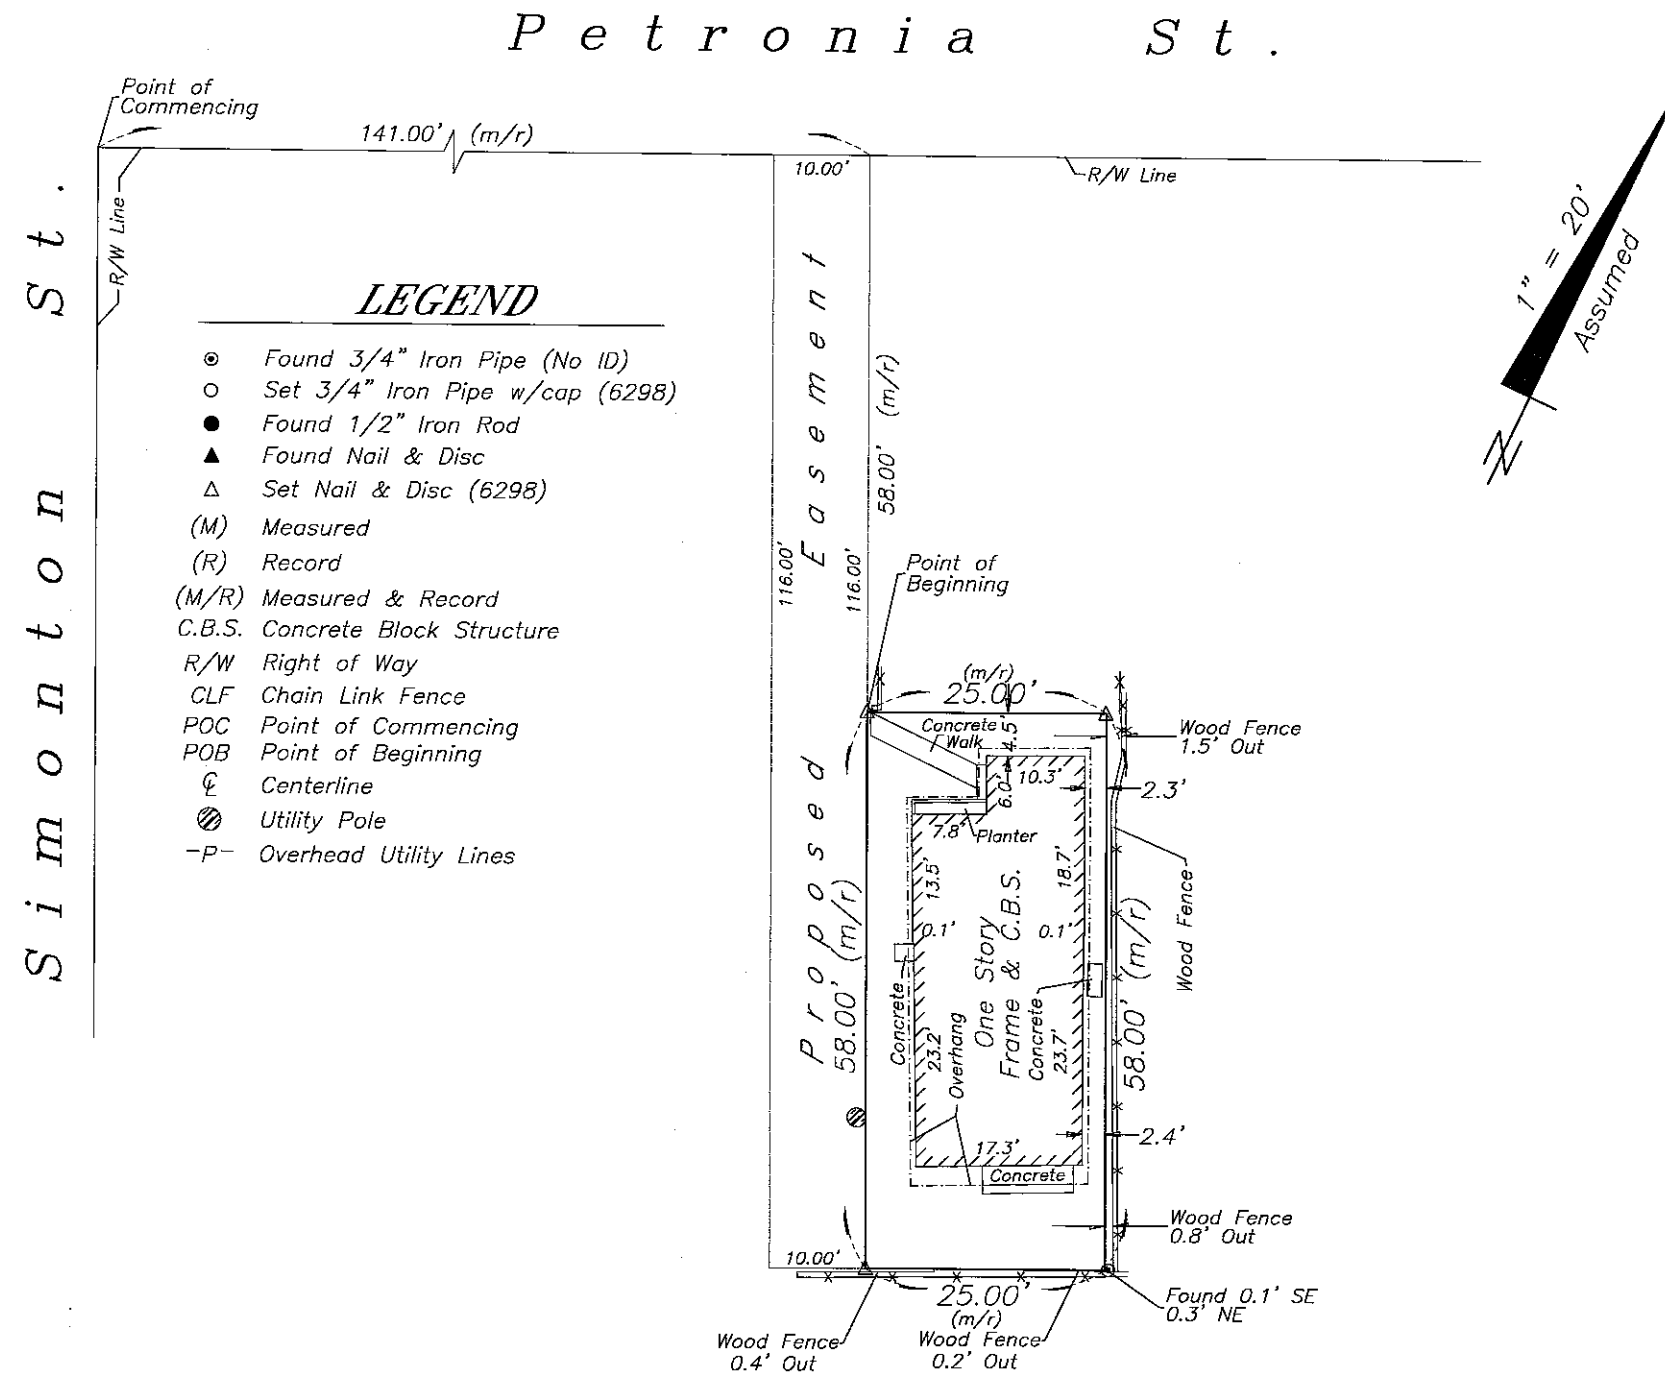 Petronia St.
Point of
Commencing
141.00' (m/r)
10.00'
R/W Line
R/W Line
Simonton St.
1" = 20'
Assumed
N
LEGEND
Found 3/4" Iron Pipe (No ID)
Set 3/4" Iron Pipe w/cap (6298)
Found 1/2" Iron Rod
Found Nail & Disc
Set Nail & Disc (6298)
(M) Measured
(R) Record
(M/R) Measured & Record
C.B.S. Concrete Block Structure
R/W Right of Way
CLF Chain Link Fence
POC Point of Commencing
POB Point of Beginning
℄ Centerline
Utility Pole
-P- Overhead Utility Lines
Proposed Easement
58.00' (m/r)
116.00'
116.00'
Point of
Beginning
(m/r)
25.00'
Concrete
Walk
4.5'
Wood Fence
1.5' Out
10.3'
6.0'
2.3'
7.8'
Planter
13.5'
18.7'
0.1'
0.1'
One Story
Frame & C.B.S.
Wood Fence
58.00' (m/r)
58.00' (m/r)
Concrete
23.2'
Overhang
Concrete
23.7'
2.4'
17.3'
Concrete
Wood Fence
0.8' Out
10.00'
25.00'
(m/r)
Found 0.1' SE
0.3' NE
Wood Fence
0.4' Out
Wood Fence
0.2' Out